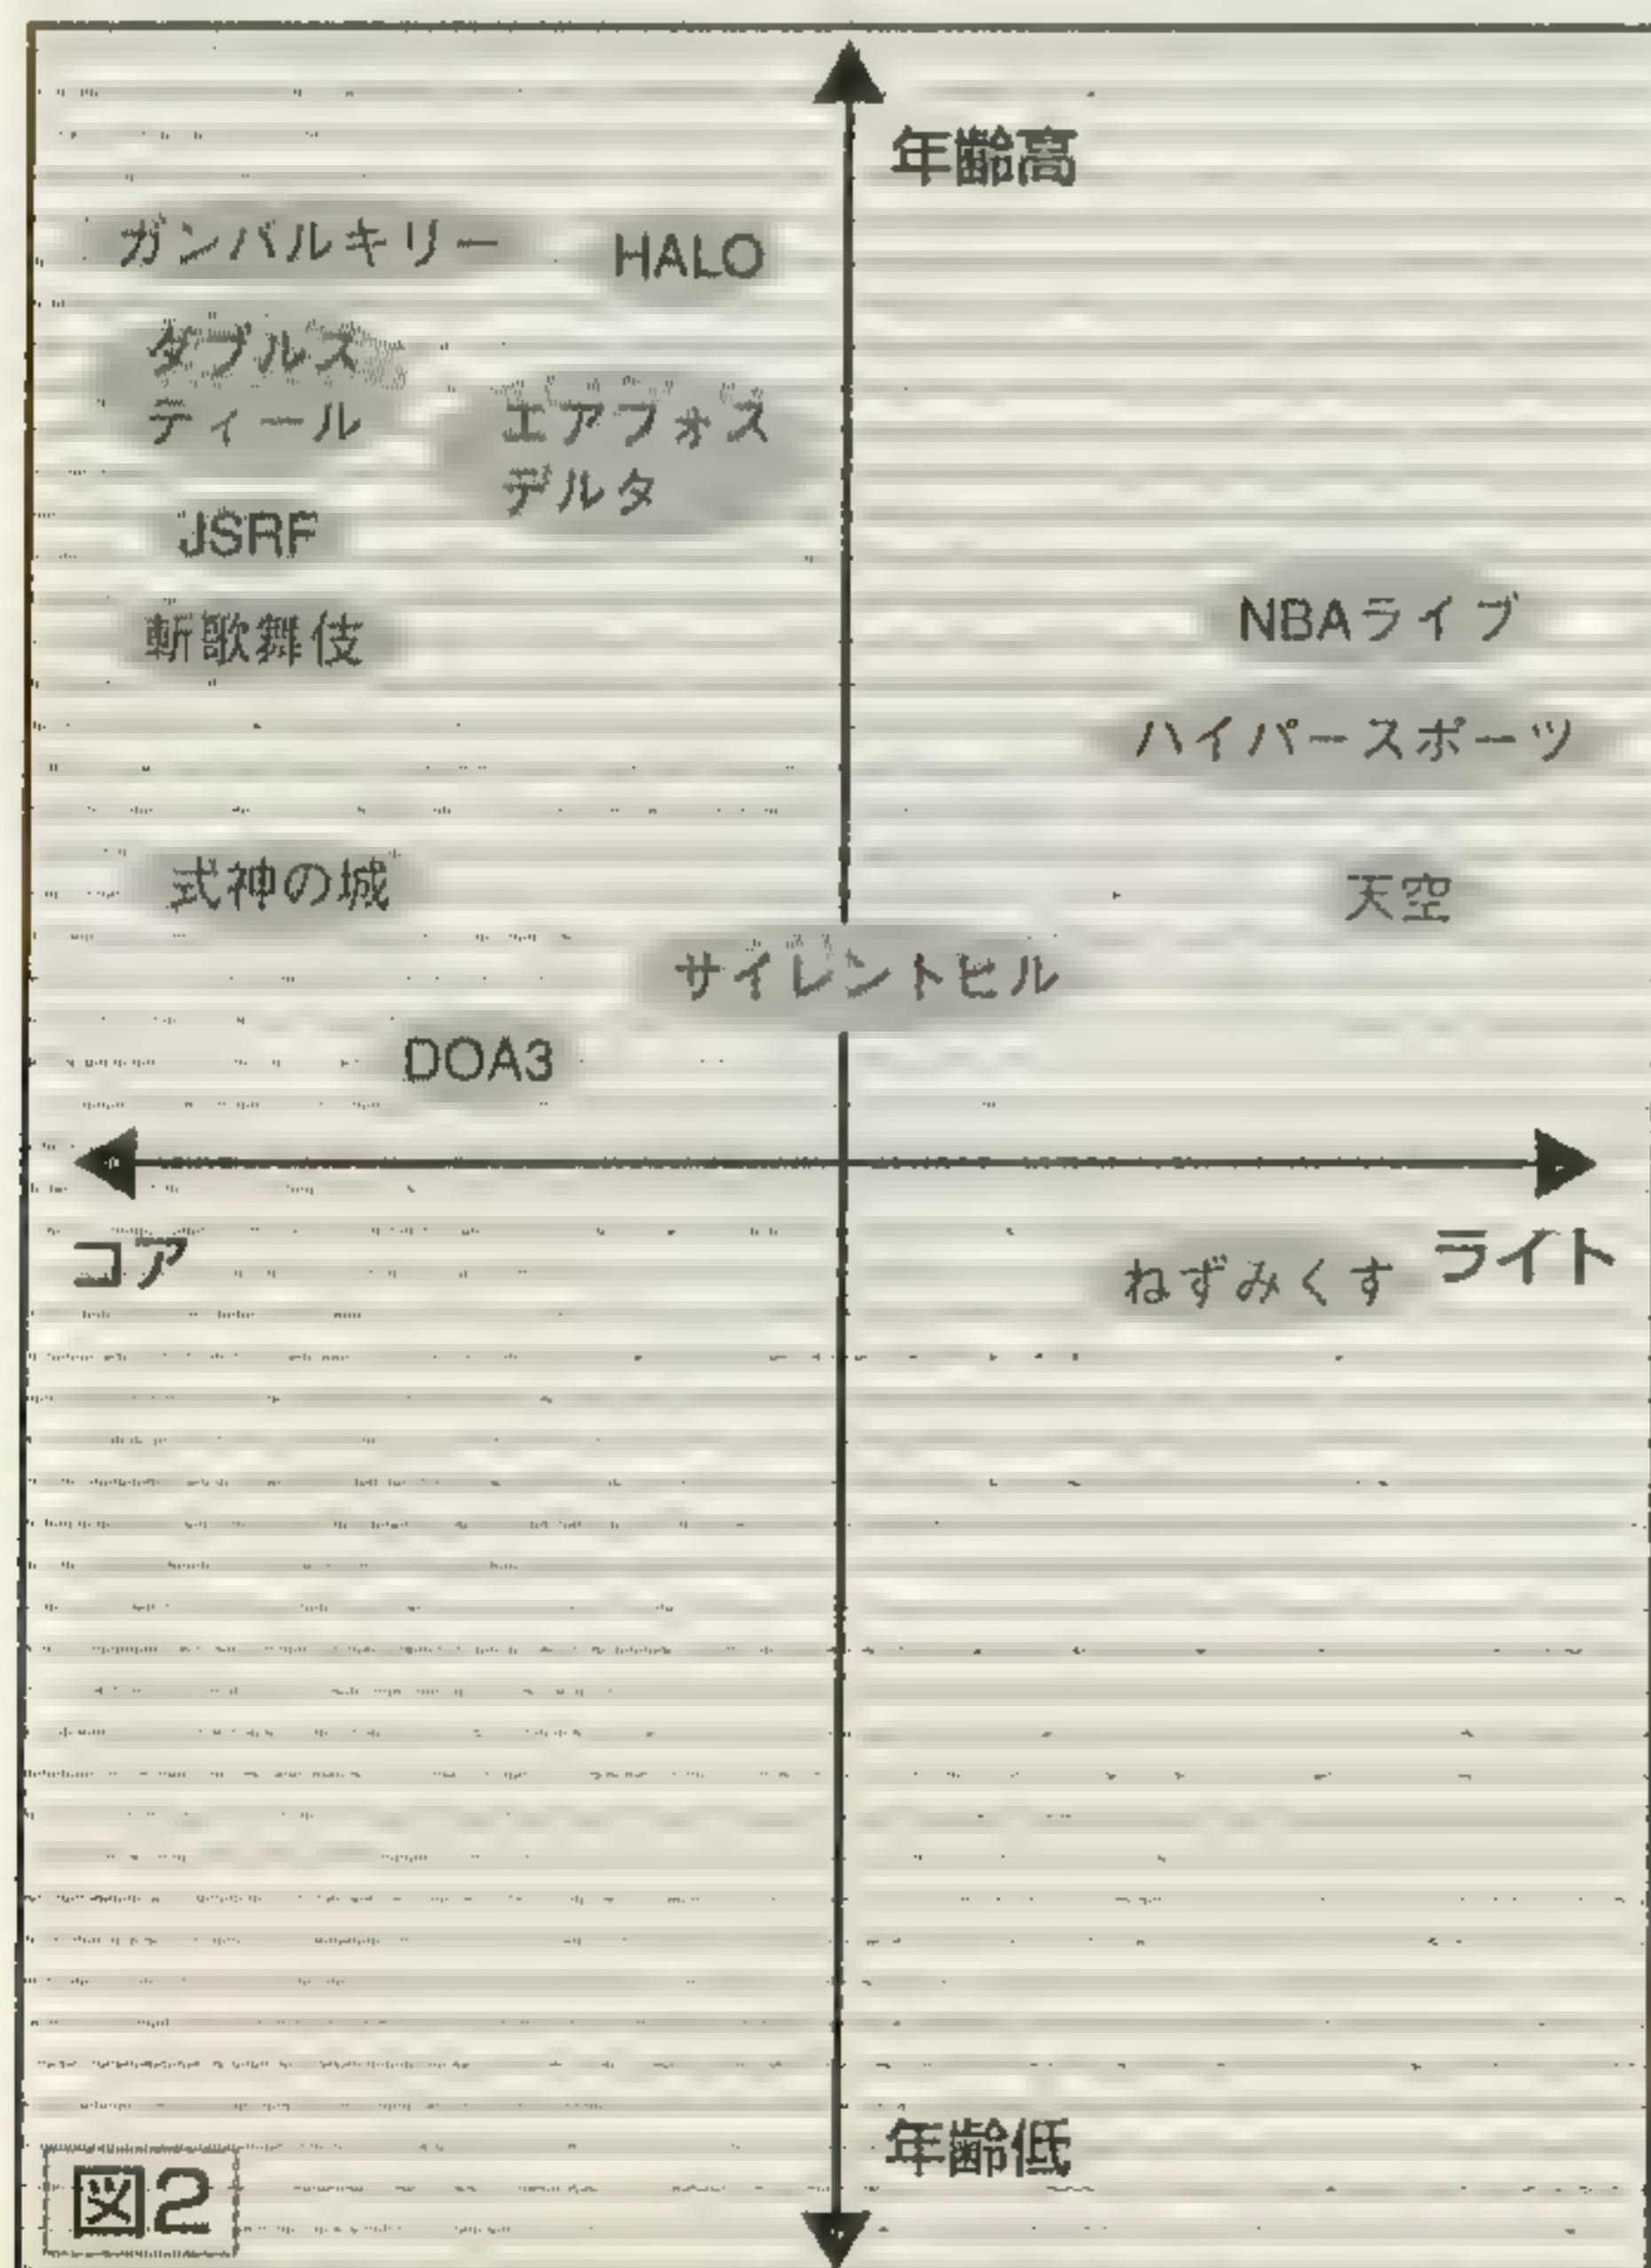 年齢高
ガンバルキリー
HALO
ダブルス
ティール
エアフォス
デルタ
JSRF
斬歌舞伎
NBAライブ
ハイパースポーツ
式神の城
天空
サイレントヒル
DOA3
コア
ライト
ねずみくす
年齢低
図2